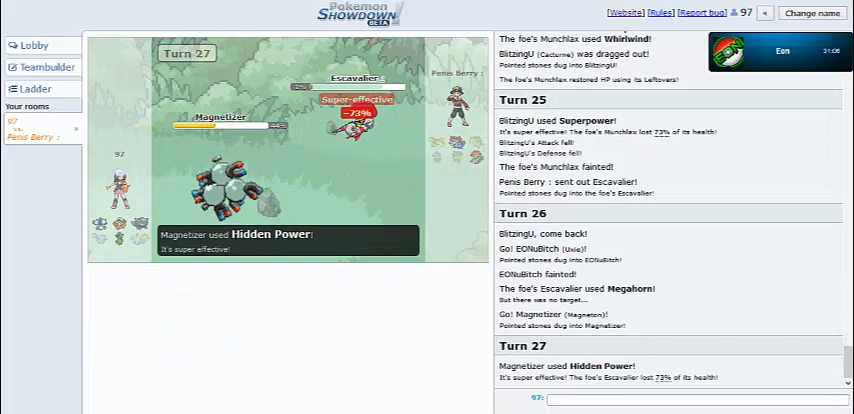 Pokémon
SHOWDOWN
BETA
[Website] [Rules] [Report bug] 97
Change name
Lobby
Teambuilder
Ladder
Your rooms
97
vs.
Penis Berry :
Turn 27
Escavalier
1%
Super-effective
-73%
Magnetizer
44%
97
Penis Berry :
Magnetizer used Hidden Power!
It's super effective!
The foe's Munchlax used Whirlwind!
BlitzingU (Cacturne) was dragged out!
Pointed stones dug into BlitzingU!
The foe's Munchlax restored HP using its Leftovers!
EON
Eon
21:06
Turn 25
BlitzingU used Superpower!
It's super effective! The foe's Munchlax lost 73% of its health!
BlitzingU's Attack fell!
BlitzingU's Defense fell!
The foe's Munchlax fainted!
Penis Berry : sent out Escavalier!
Pointed stones dug into the foe's Escavalier!
Turn 26
BlitzingU, come back!
Go! EONuBitch (Uxie)!
Pointed stones dug into EONuBitch!
EONuBitch fainted!
The foe's Escavalier used Megahorn!
But there was no target...
Go! Magnetizer (Magneton)!
Pointed stones dug into Magnetizer!
Turn 27
Magnetizer used Hidden Power!
It's super effective! The foe's Escavalier lost 73% of its health!
97: